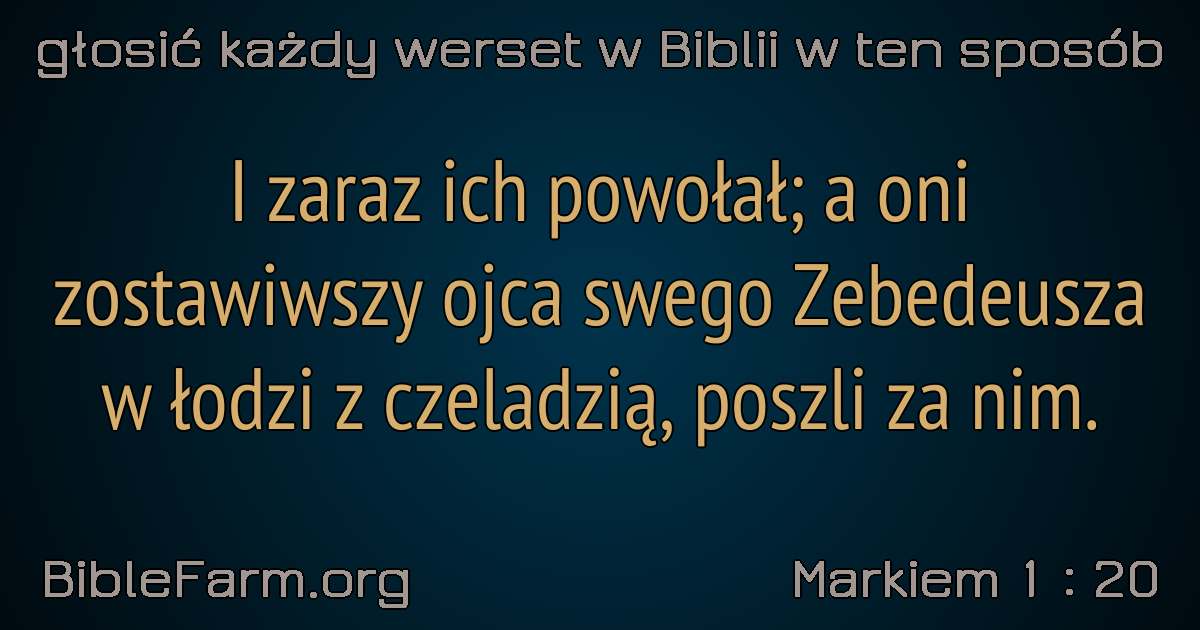 głosić każdy werset w Biblii w ten sposób
I zaraz ich powołał; a oni
zostawiwszy ojca swego Zebedeusza
w łodzi z czeladzią, poszli za nim.
BibleFarm.org
Markiem 1 : 20